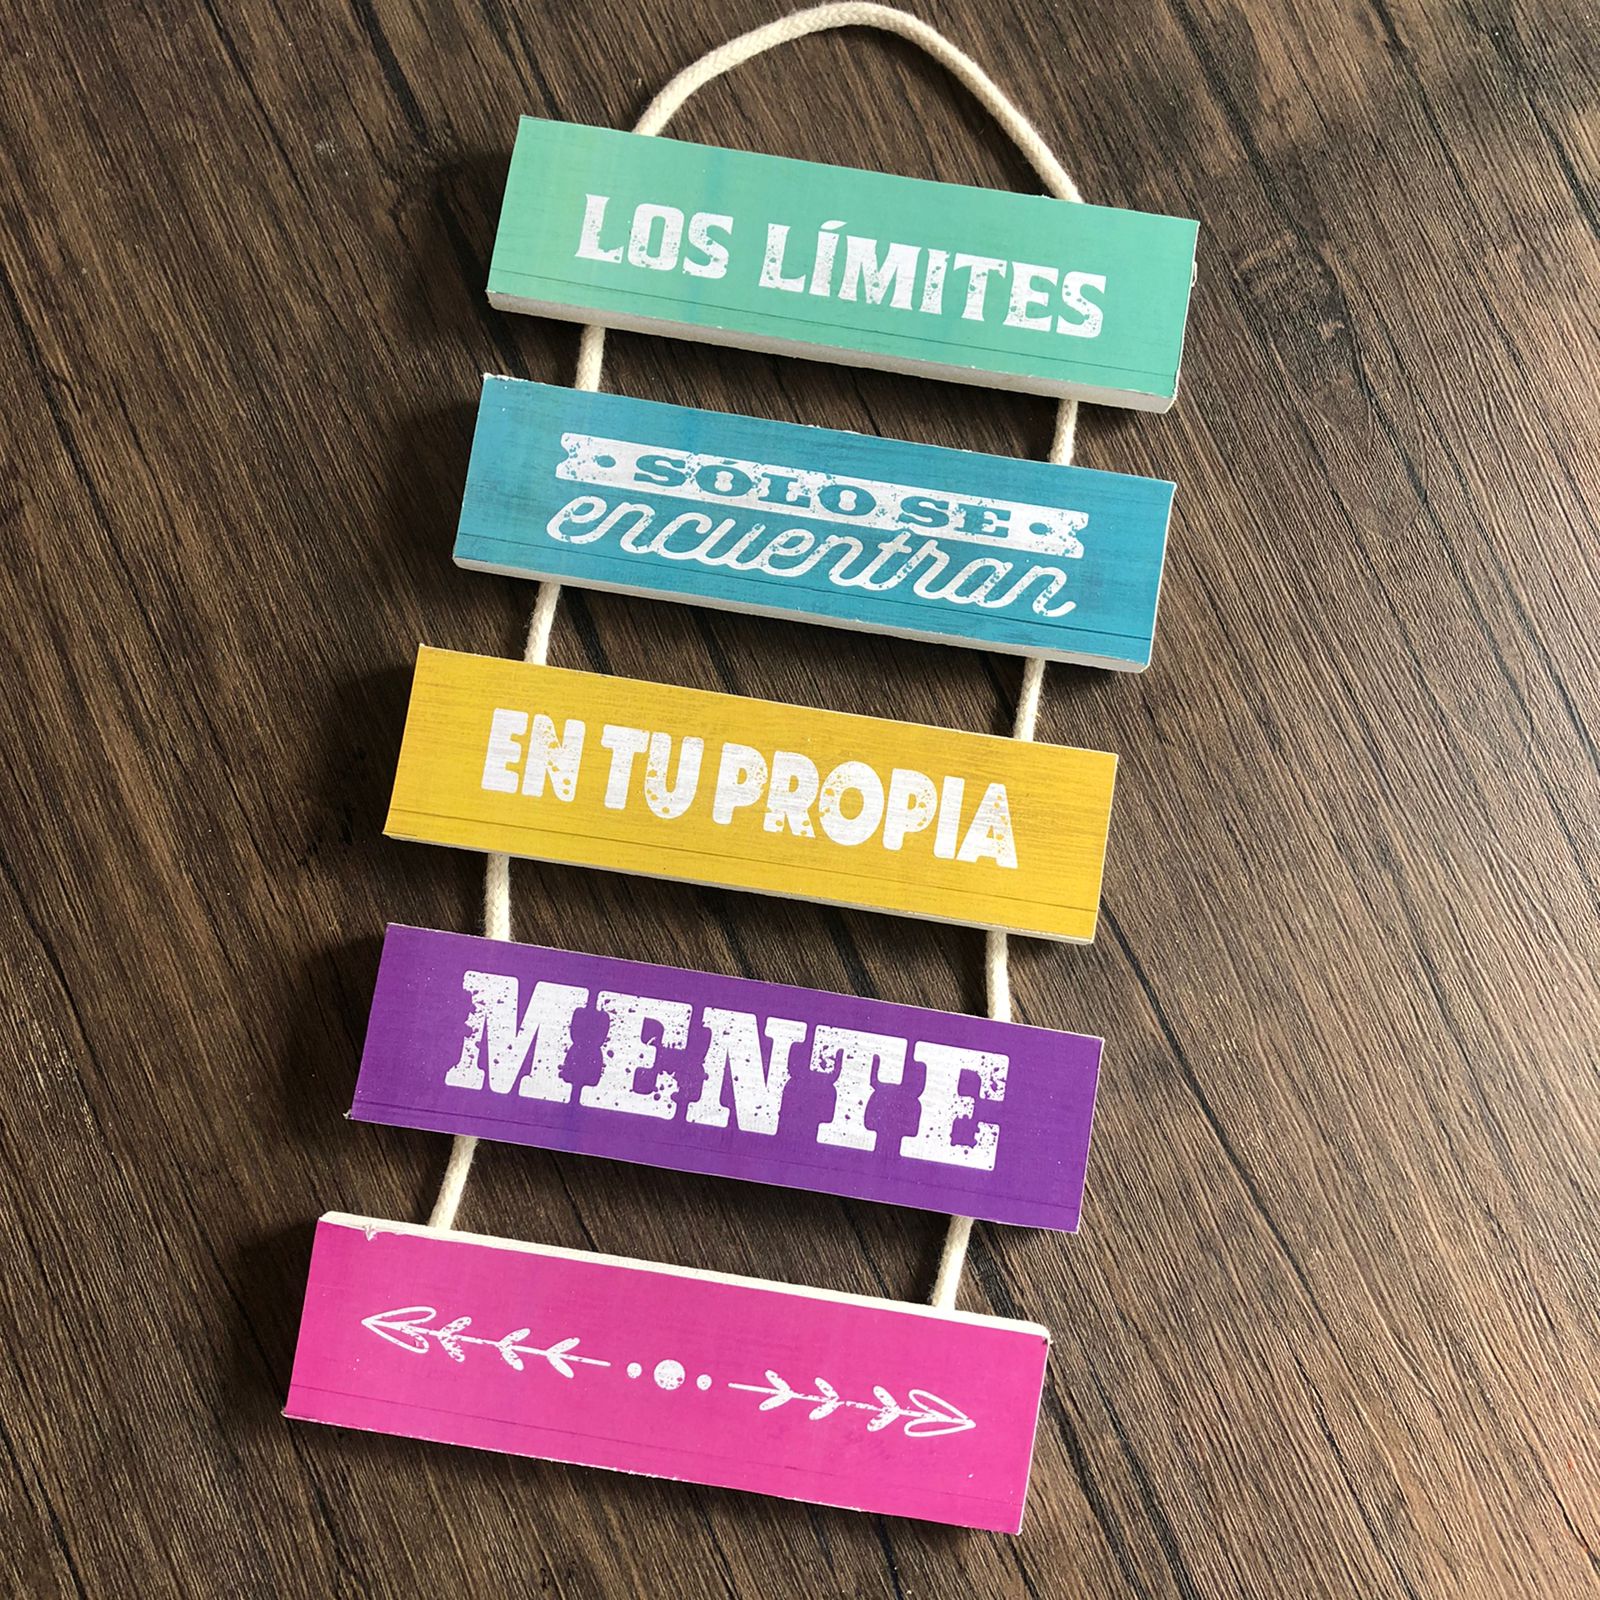 LOS LÍMITES
SÓLO SE
encuentran
EN TU PROPIA
MENTE